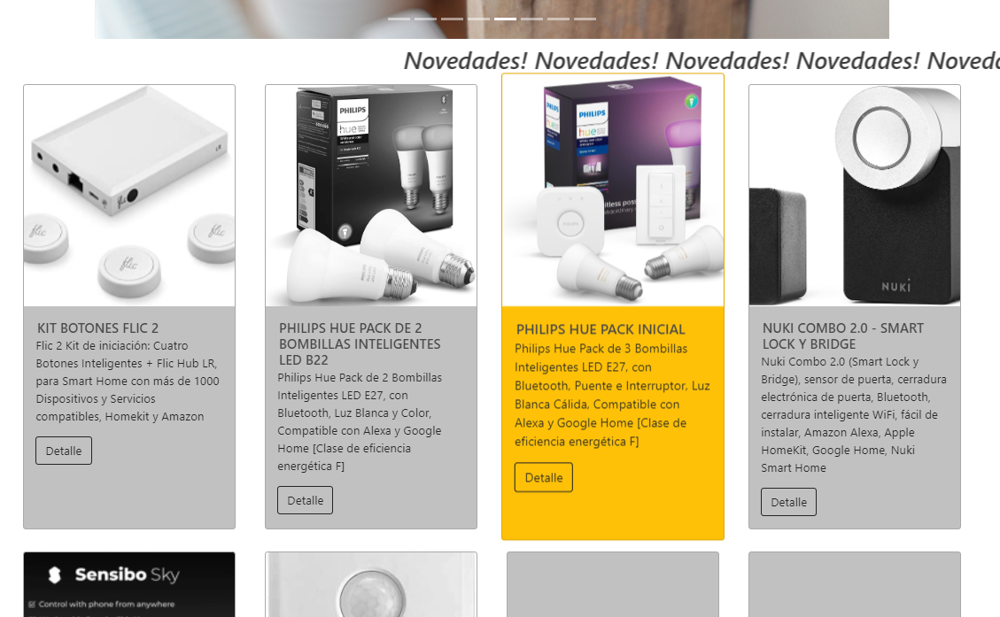 Novedades! Novedades! Novedades! Novedades!
flic
flic
flic
PHILIPS
hue
PHILIPS
PHILIPS
hue
PHILIPS
NUKI
KIT BOTONES FLIC 2
Flic 2 Kit de iniciación: Cuatro
Botones Inteligentes + Flic Hub LR,
para Smart Home con más de 1000
Dispositivos y Servicios
compatibles, Homekit y Amazon
Detalle
PHILIPS HUE PACK DE 2
BOMBILLAS INTELIGENTES
LED B22
Philips Hue Pack de 2 Bombillas
Inteligentes LED E27, con
Bluetooth, Luz Blanca y Color,
Compatible con Alexa y Google
Home [Clase de eficiencia
energética F]
Detalle
PHILIPS HUE PACK INICIAL
Philips Hue Pack de 3 Bombillas
Inteligentes LED E27, con
Bluetooth, Puente e Interruptor, Luz
Blanca Cálida, Compatible con
Alexa y Google Home [Clase de
eficiencia energética F]
Detalle
NUKI COMBO 2.0 - SMART
LOCK Y BRIDGE
Nuki Combo 2.0 (Smart Lock y
Bridge), sensor de puerta, cerradura
electrónica de puerta, Bluetooth,
cerradura inteligente WiFi, fácil de
instalar, Amazon Alexa, Apple
HomeKit, Google Home, Nuki
Smart Home
Detalle
Sensibo Sky
Control with phone from anywhere